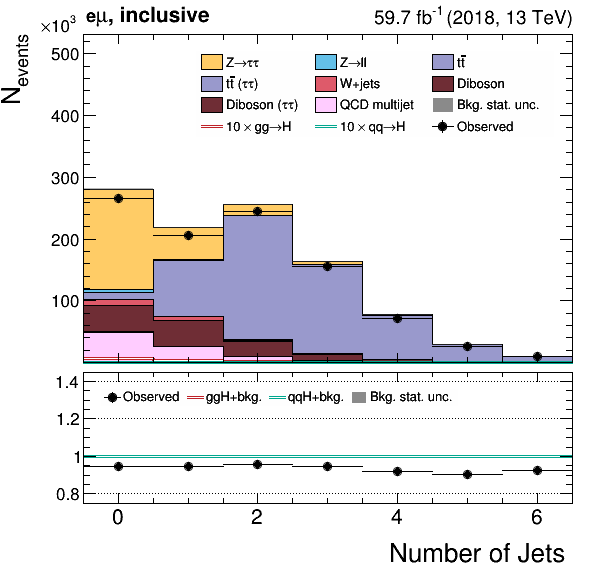 ×10³ eμ, inclusive 59.7 fb⁻¹ (2018, 13 TeV)
N_events
Z→ττ Z→ll tt̄
tt̄ (ττ) W+jets Diboson
Diboson (ττ) QCD multijet Bkg. stat. unc.
10 × gg→H 10 × qq→H Observed
500
400
300
200
100
Observed ggH+bkg. qqH+bkg. Bkg. stat. unc.
1.4
1.2
1
0.8
0 2 4 6
Number of Jets